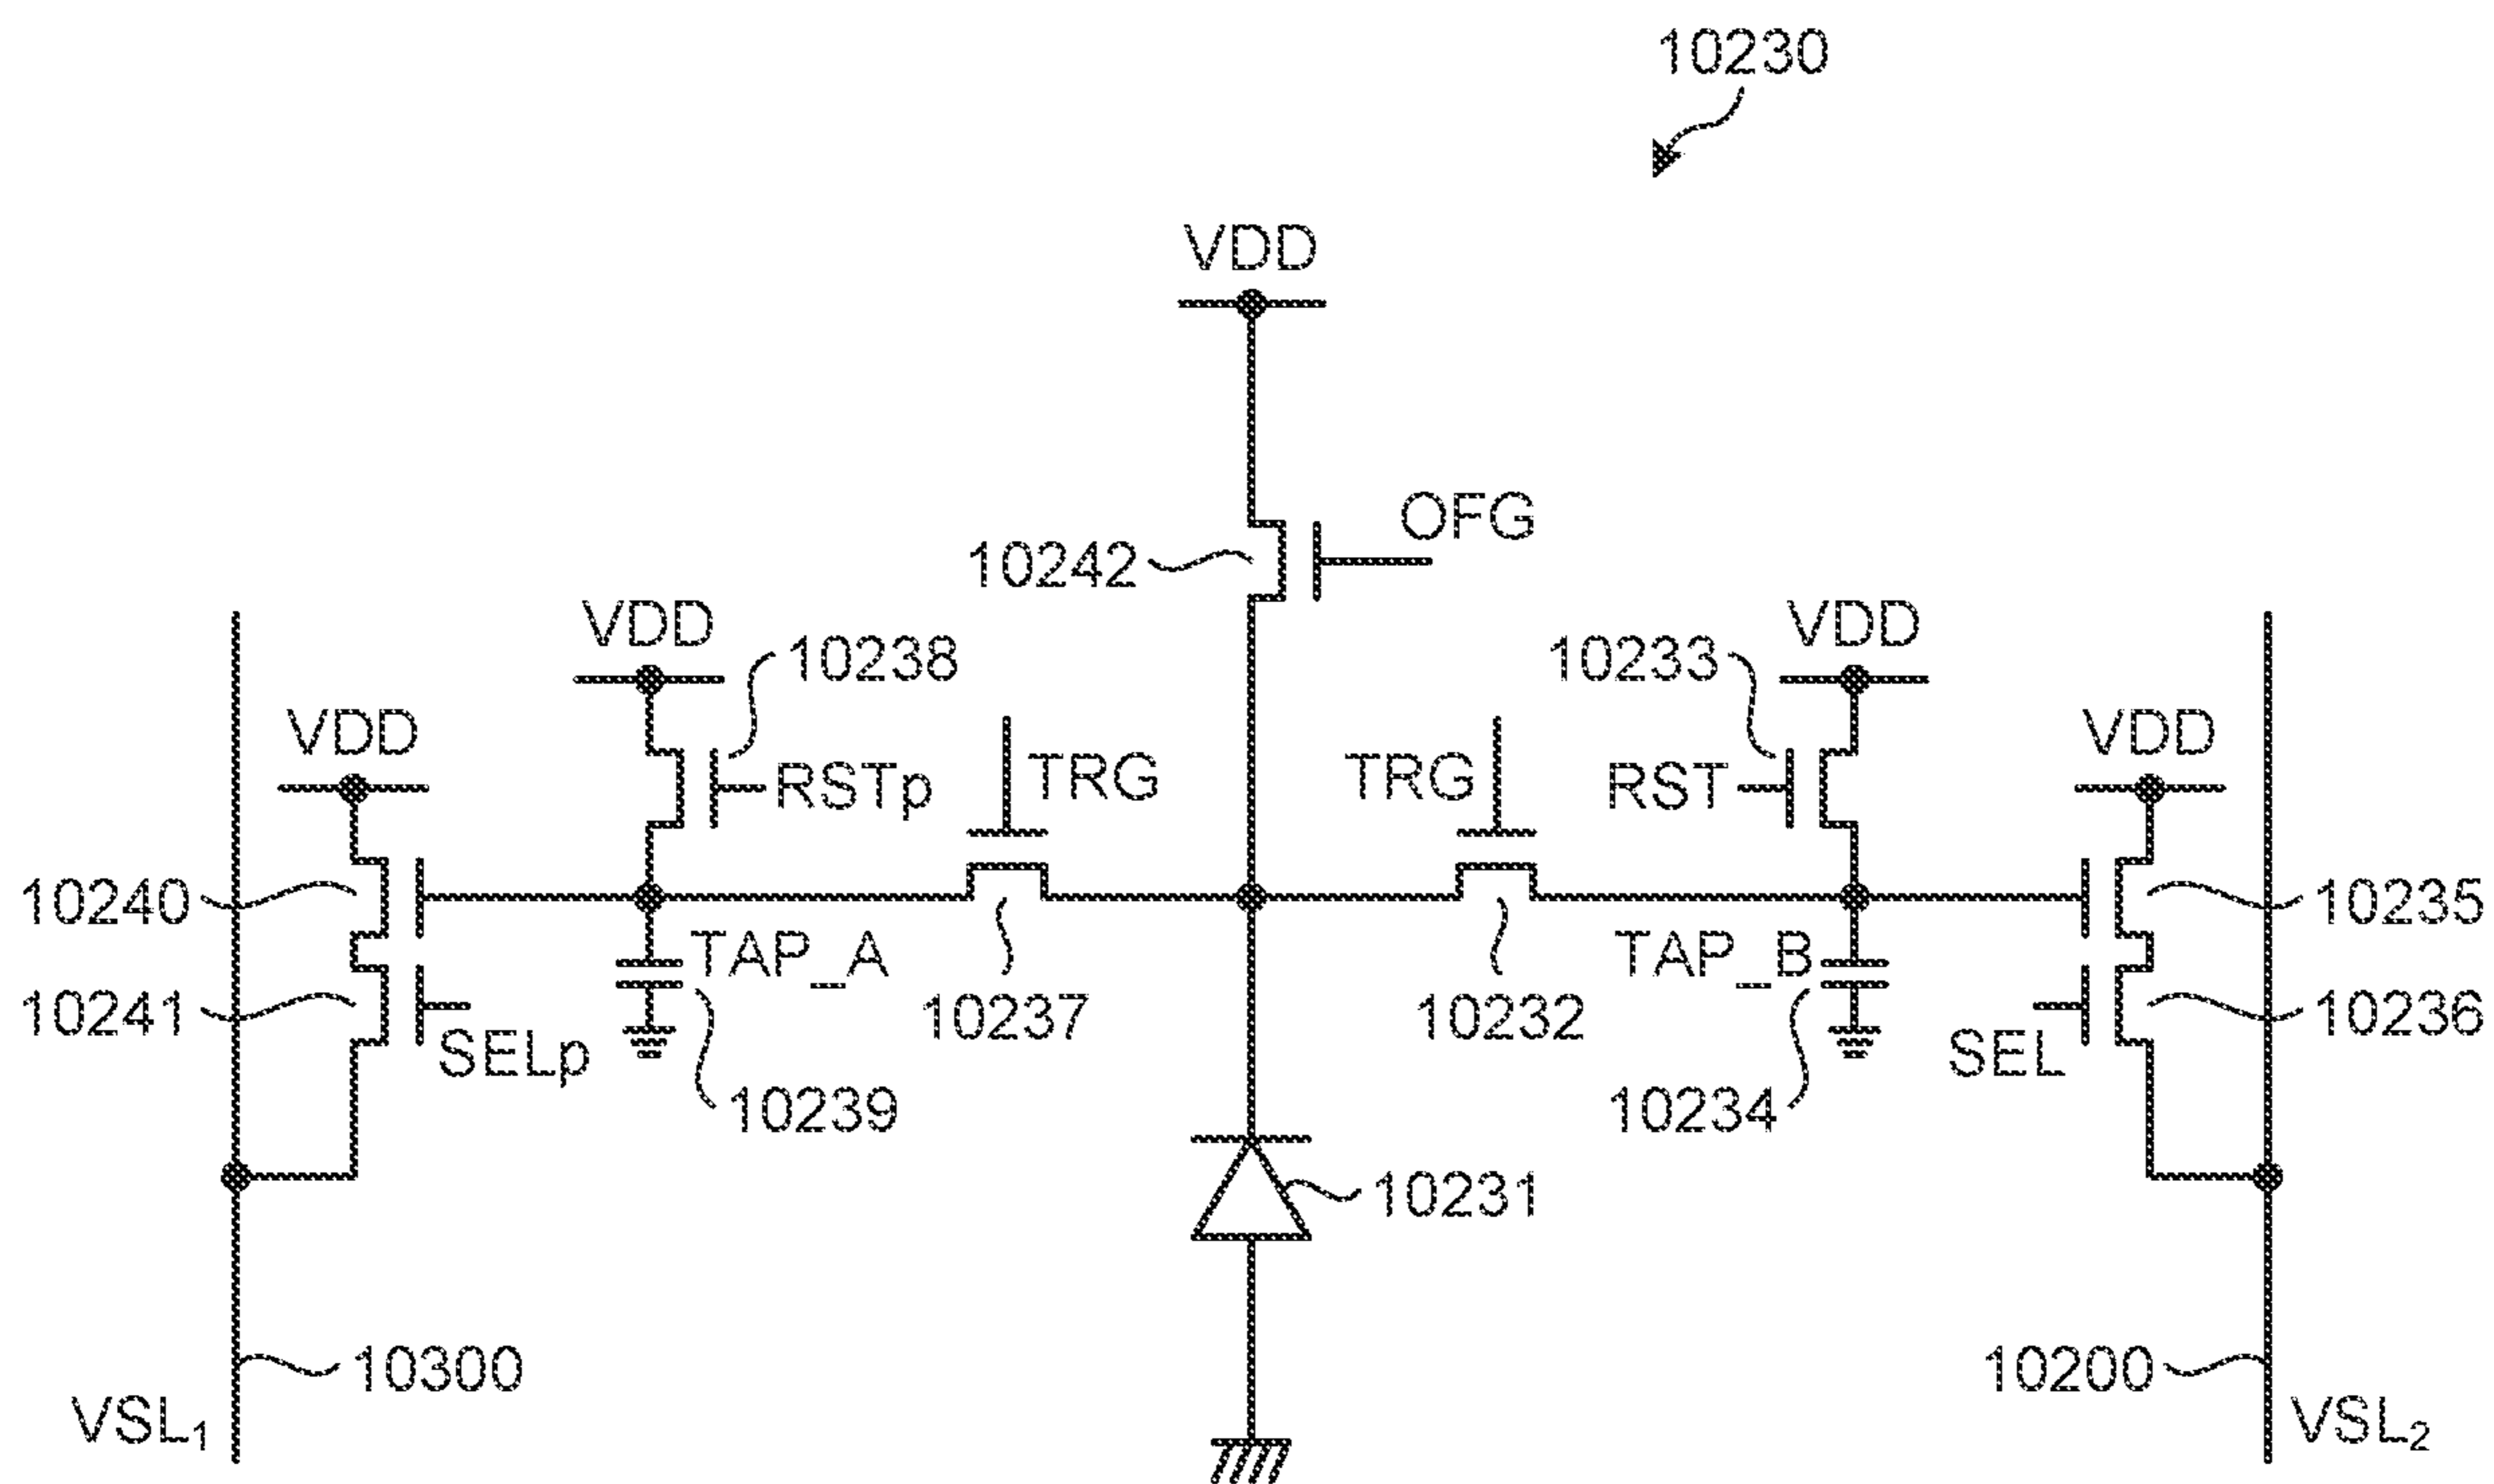 10230
VDD
OFG
10242
VDD
10238
10233
VDD
VDD
RSTp
TRG
TRG
RST
VDD
10240
10235
TAP_A
TAP_B
10241
SELp
10237
10232
SEL
10236
10239
10234
10231
10300
10200
VSL₁
VSL₂